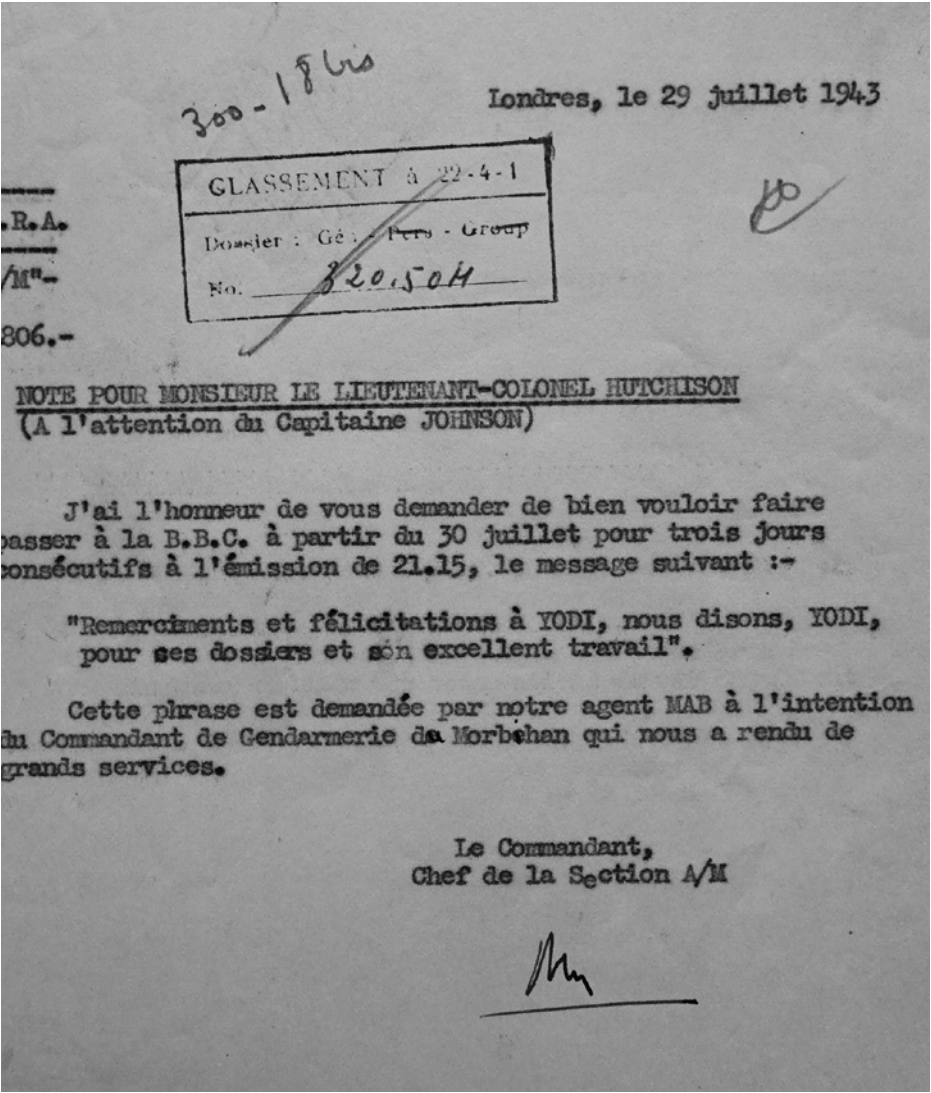 300-18 bis
Londres, le 29 juillet 1943
CLASSEMENT à 22-4-1
.R.A.
Dossier : Gé : - Pers - Group
/M"-
No. 320.50H
806.-
NOTE POUR MONSIEUR LE LIEUTENANT-COLONEL HUTCHISON
(A l'attention du Capitaine JOHNSON)
J'ai l'honneur de vous demander de bien vouloir faire
passer à la B.B.C. à partir du 30 juillet pour trois jours
consécutifs à l'émission de 21.15, le message suivant :-
"Remerciments et félicitations à YODI, nous disons, YODI,
pour ses dossiers et son excellent travail".
Cette phrase est demandée par notre agent MAB à l'intention
du Commandant de Gendarmerie du Morbihan qui nous a rendu de
grands services.
Le Commandant,
Chef de la Section A/M